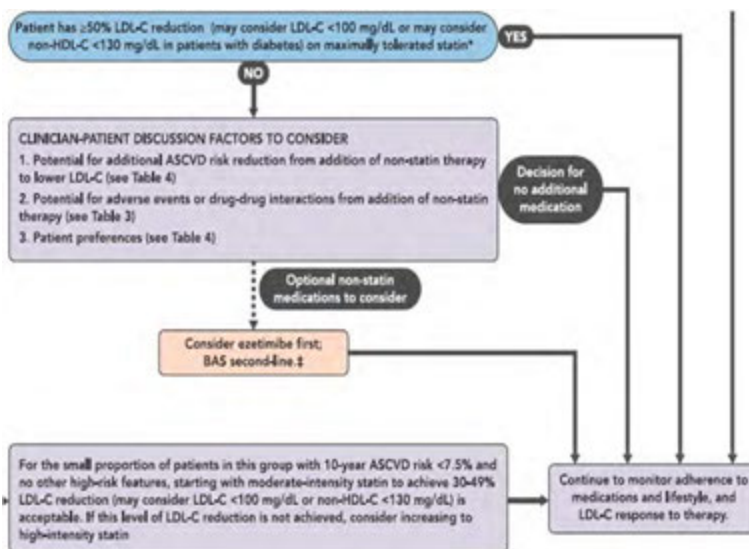 Patient has ≥50% LDL-C reduction (may consider LDL-C <100 mg/dL or may consider
non-HDL-C <130 mg/dL in patients with diabetes) on maximally tolerated statin*
YES
NO
CLINICIAN-PATIENT DISCUSSION FACTORS TO CONSIDER
1. Potential for additional ASCVD risk reduction from addition of non-statin therapy
to lower LDL-C (see Table 4)
2. Potential for adverse events or drug-drug interactions from addition of non-statin
therapy (see Table 3)
3. Patient preferences (see Table 4)
Decision for
no additional
medication
Optional non-statin
medications to consider
Consider ezetimibe first;
BAS second-line.‡
For the small proportion of patients in this group with 10-year ASCVD risk <7.5% and
no other high-risk features, starting with moderate-intensity statin to achieve 30-49%
LDL-C reduction (may consider LDL-C <100 mg/dL or non-HDL-C <130 mg/dL) is
acceptable. If this level of LDL-C reduction is not achieved, consider increasing to
high-intensity statin
Continue to monitor adherence to
medications and lifestyle, and
LDL-C response to therapy.